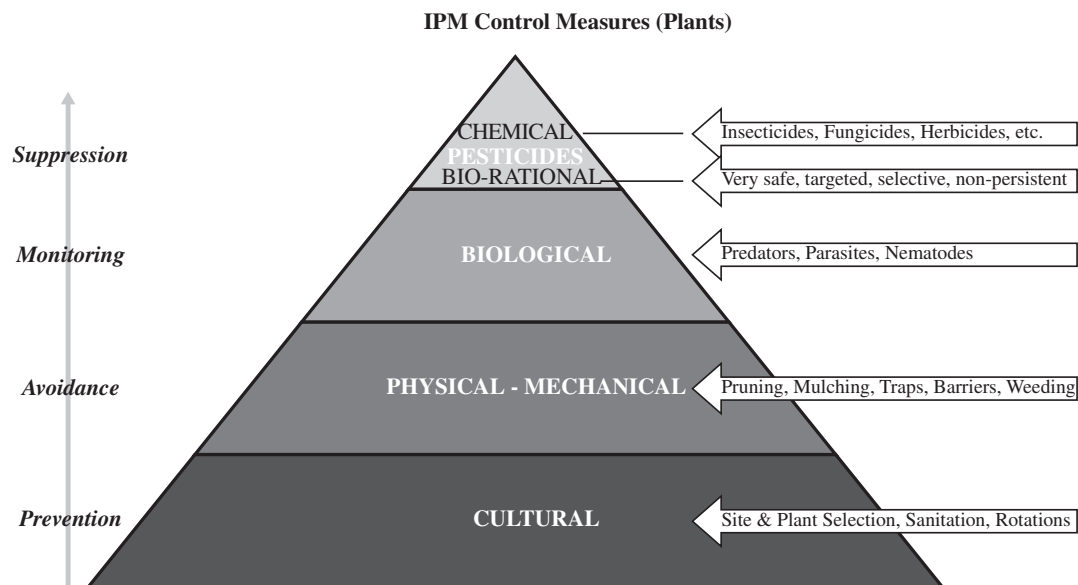 IPM Control Measures (Plants)
Suppression
CHEMICAL
PESTICIDES
BIO-RATIONAL
Insecticides, Fungicides, Herbicides, etc.
Very safe, targeted, selective, non-persistent
Monitoring
BIOLOGICAL
Predators, Parasites, Nematodes
Avoidance
PHYSICAL - MECHANICAL
Pruning, Mulching, Traps, Barriers, Weeding
Prevention
CULTURAL
Site & Plant Selection, Sanitation, Rotations